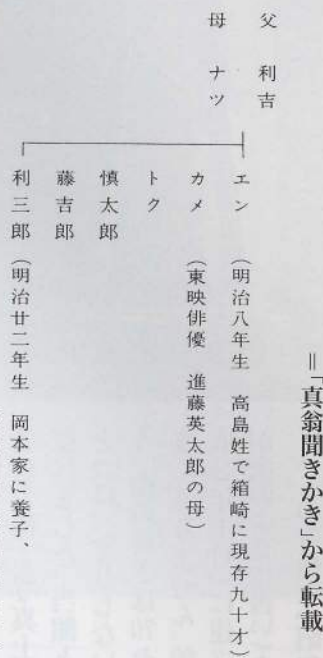 =「真翁聞きかき」から転載
父 利吉
母 ナツ
エン (明治八年生 高島姓で箱崎に現存九十才)
カメ (東映俳優 進藤英太郎の母)
トク
慎太郎
藤吉郎
利三郎 (明治廿二年生 岡本家に養子、